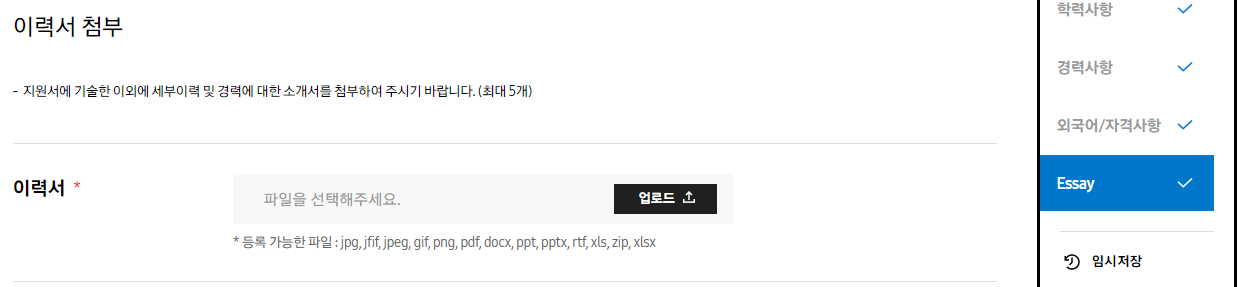 이력서 첨부
- 지원서에 기술한 이외에 세부이력 및 경력에 대한 소개서를 첨부하여 주시기 바랍니다. (최대 5개)
이력서 *
파일을 선택해주세요.
업로드
* 등록 가능한 파일 : jpg, jfif, jpeg, gif, png, pdf, docx, ppt, pptx, rtf, xls, zip, xlsx
학력사항
경력사항
외국어/자격사항
Essay
임시저장